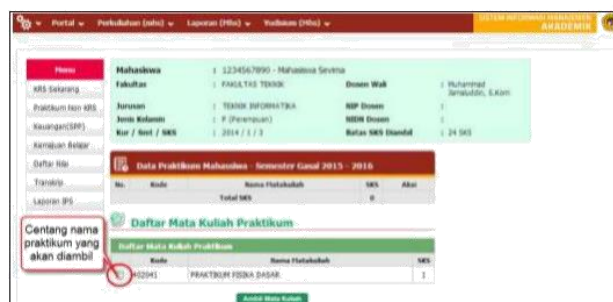 Portal Perkuliahan (mhs) Laporan (Mhs) Yudisium (Mhs)
SISTEM INFORMASI MANAJEMEN
AKADEMIK
Menu
KRS Sekarang
Praktikum Non KRS
Keuangan(SPP)
Kemajuan Belajar
Daftar Nilai
Transkrip
Laporan IPS
Mahasiswa : 1234567890 - Mahasiswa Sevima
Fakultas : FAKULTAS TEKNIK Dosen Wali : Muhammad
Jamaluddin, S.Kom
Jurusan : TEKNIK INFORMATIKA NIP Dosen :
Jenis Kelamin : P (Perempuan) NIDN Dosen :
Kur / Smt / SKS : 2014 / 1 / 3 Batas SKS Diambil : 24 SKS
Data Praktikum Mahasiswa - Semester Gasal 2015 - 2016
No. Kode Nama Matakuliah SKS Aksi
Total SKS 0
Daftar Mata Kuliah Praktikum
Daftar Mata Kuliah Praktikum
Kode Nama Matakuliah SKS
402041 PRAKTIKUM FISIKA DASAR 1
Ambil Mata Kuliah
Centang nama
praktikum yang
akan diambil